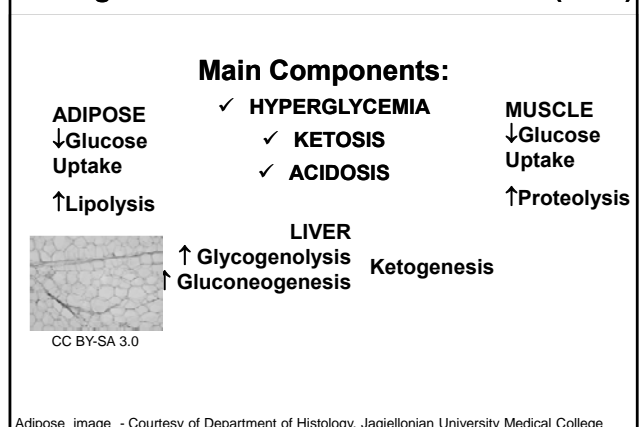 Main Components:
✓ HYPERGLYCEMIA
✓ KETOSIS
✓ ACIDOSIS
ADIPOSE
↓Glucose
Uptake
↑Lipolysis
MUSCLE
↓Glucose
Uptake
↑Proteolysis
LIVER
↑ Glycogenolysis
↑ Gluconeogenesis
Ketogenesis
CC BY-SA 3.0
Adipose image - Courtesy of Department of Histology, Jagiellonian University Medical College